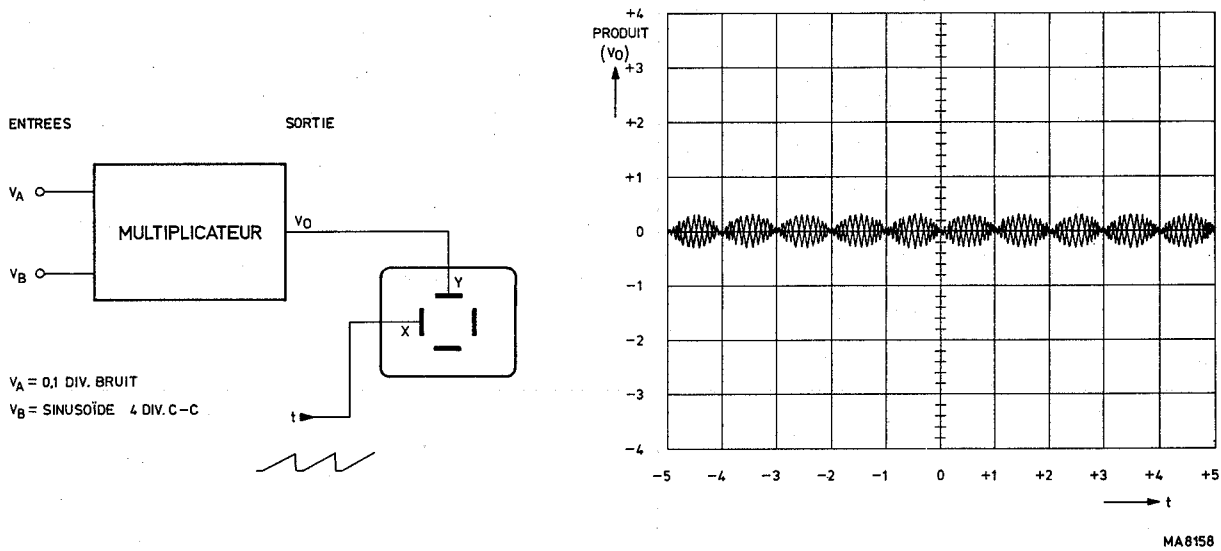 ENTREES
SORTIE
VA
VB
MULTIPLICATEUR
VO
Y
X
VA = 0,1 DIV. BRUIT
VB = SINUSOÏDE 4 DIV. C-C
t
PRODUIT
(VO)
+4
+3
+2
+1
0
-1
-2
-3
-4
-5 -4 -3 -2 -1 0 +1 +2 +3 +4 +5
t
MA8158